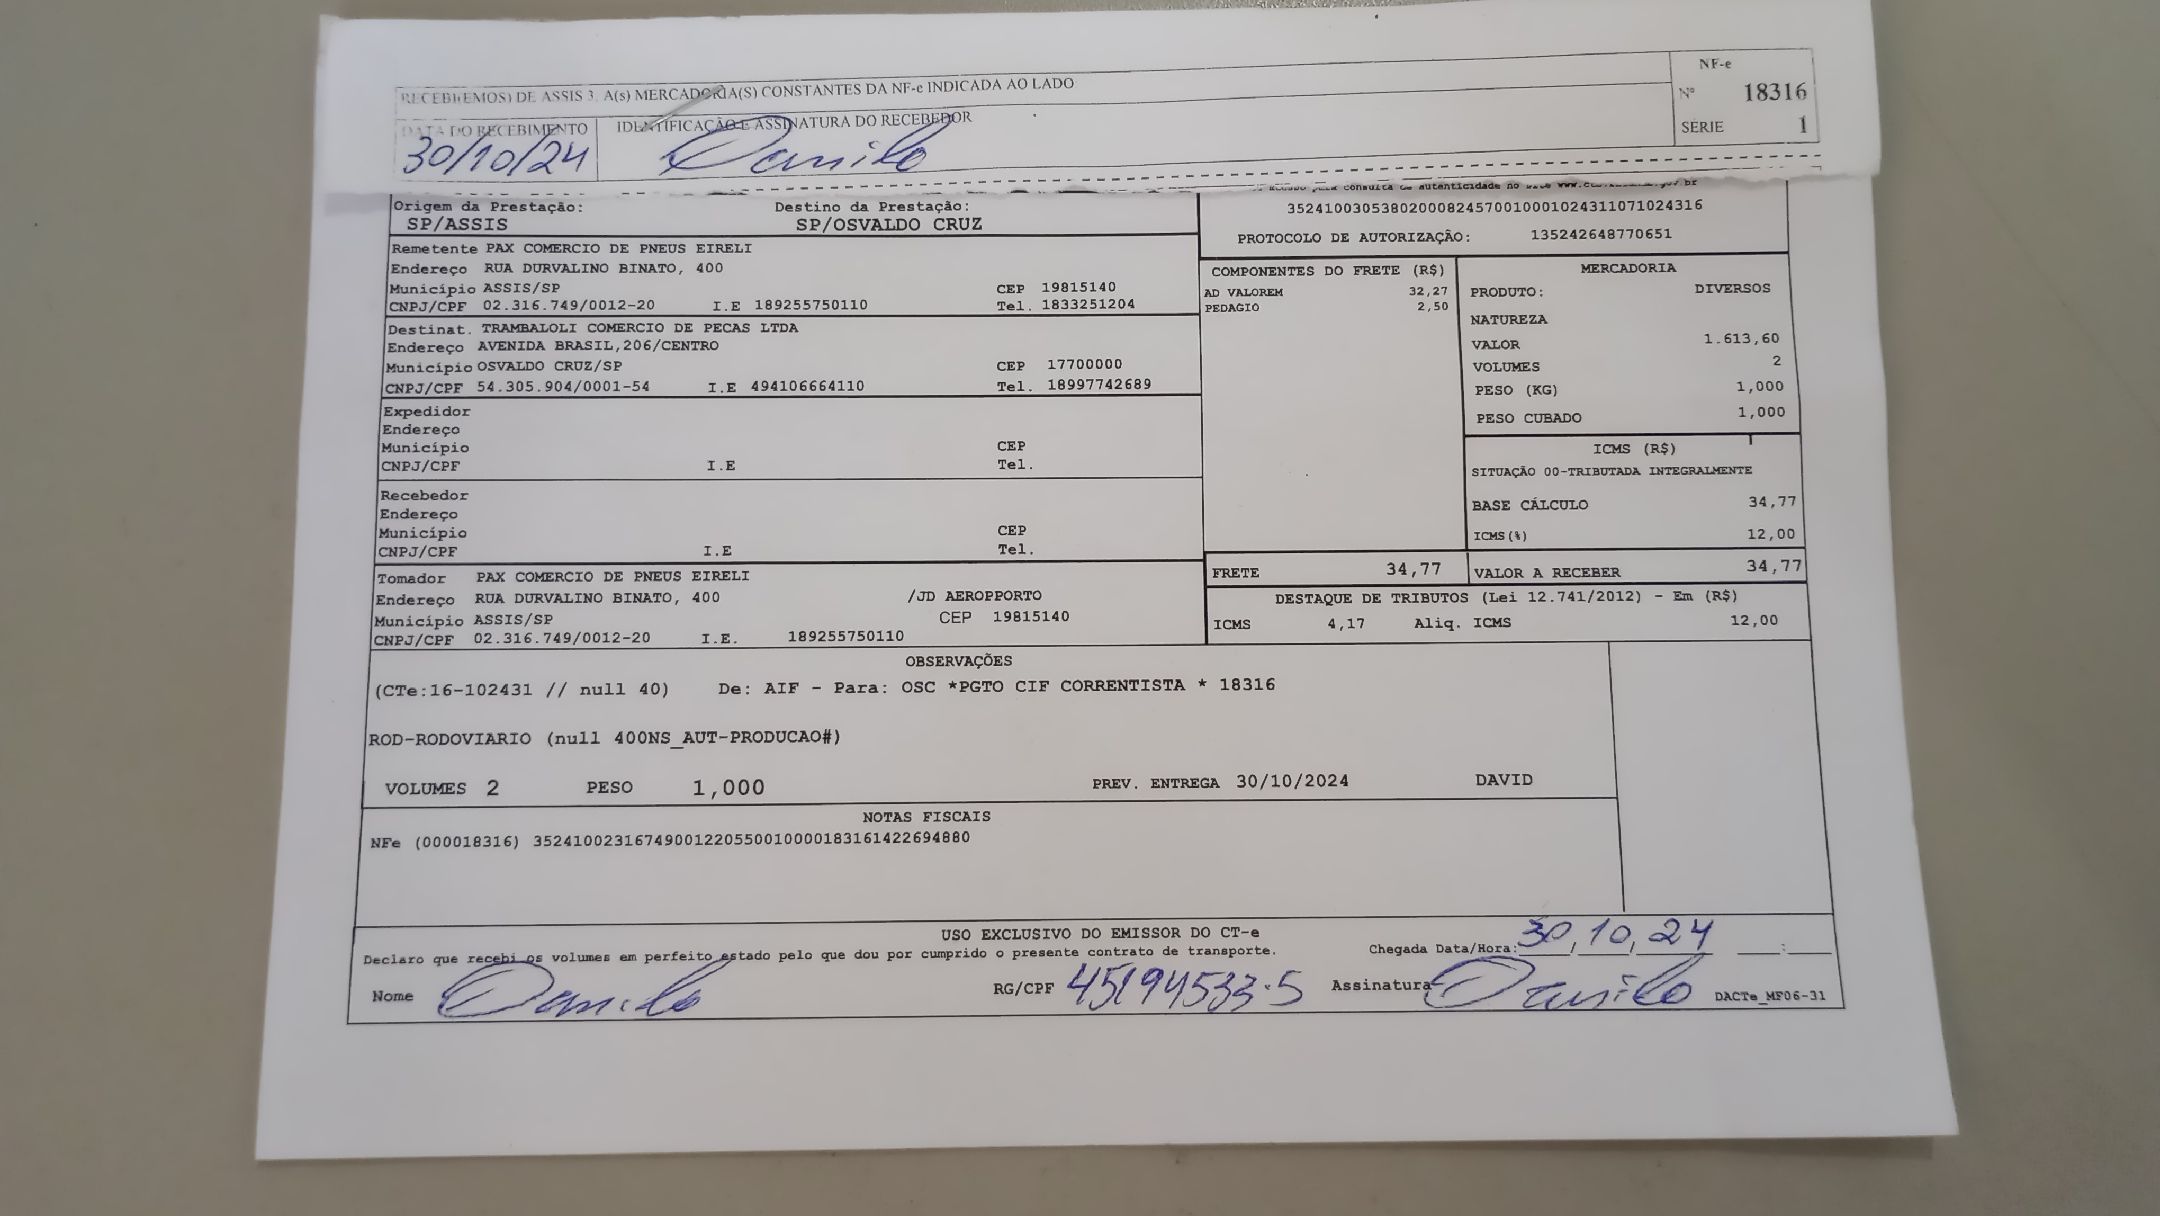 RECEBI(EMOS) DE ASSIS 3, A(s) MERCADORIA(S) CONSTANTES DA NF-e INDICADA AO LADO
NF-e
Nº 18316
SÉRIE 1
DATA DO RECEBIMENTO IDENTIFICAÇÃO E ASSINATURA DO RECEBEDOR
30/10/24 Danilo
consulta de autenticidade no site www.
Origem da Prestação: Destino da Prestação:
SP/ASSIS SP/OSVALDO CRUZ
35241003053802000824570010001024311071024316
PROTOCOLO DE AUTORIZAÇÃO: 135242648770651
Remetente PAX COMERCIO DE PNEUS EIRELI
Endereço RUA DURVALINO BINATO, 400
Município ASSIS/SP CEP 19815140
CNPJ/CPF 02.316.749/0012-20 I.E 189255750110 Tel. 1833251204
Destinat. TRAMBALOLI COMERCIO DE PECAS LTDA
Endereço AVENIDA BRASIL,206/CENTRO
Município OSVALDO CRUZ/SP CEP 17700000
CNPJ/CPF 54.305.904/0001-54 I.E 494106664110 Tel. 18997742689
Expedidor
Endereço
Município CEP
CNPJ/CPF I.E Tel.
Recebedor
Endereço
Município CEP
CNPJ/CPF I.E Tel.
Tomador PAX COMERCIO DE PNEUS EIRELI
Endereço RUA DURVALINO BINATO, 400 /JD AEROPPORTO
Município ASSIS/SP CEP 19815140
CNPJ/CPF 02.316.749/0012-20 I.E. 189255750110
COMPONENTES DO FRETE (R$)
AD VALOREM 32,27
PEDAGIO 2,50
MERCADORIA
PRODUTO: DIVERSOS
NATUREZA
VALOR 1.613,60
VOLUMES 2
PESO (KG) 1,000
PESO CUBADO 1,000
ICMS (R$)
SITUAÇÃO 00-TRIBUTADA INTEGRALMENTE
BASE CÁLCULO 34,77
ICMS(%) 12,00
FRETE 34,77 VALOR A RECEBER 34,77
DESTAQUE DE TRIBUTOS (Lei 12.741/2012) - Em (R$)
ICMS 4,17 Aliq. ICMS 12,00
OBSERVAÇÕES
(CTe:16-102431 // null 40) De: AIF - Para: OSC *PGTO CIF CORRENTISTA * 18316
ROD-RODOVIARIO (null 400NS_AUT-PRODUCAO#)
VOLUMES 2 PESO 1,000 PREV. ENTREGA 30/10/2024 DAVID
NOTAS FISCAIS
NFe (000018316) 35241002316749001220550010000183161422694880
USO EXCLUSIVO DO EMISSOR DO CT-e
Declaro que recebi os volumes em perfeito estado pelo que dou por cumprido o presente contrato de transporte. Chegada Data/Hora: 30/10/24 :
Nome Danilo RG/CPF 45194533-5 Assinatura Danilo DACTe_MF06-31